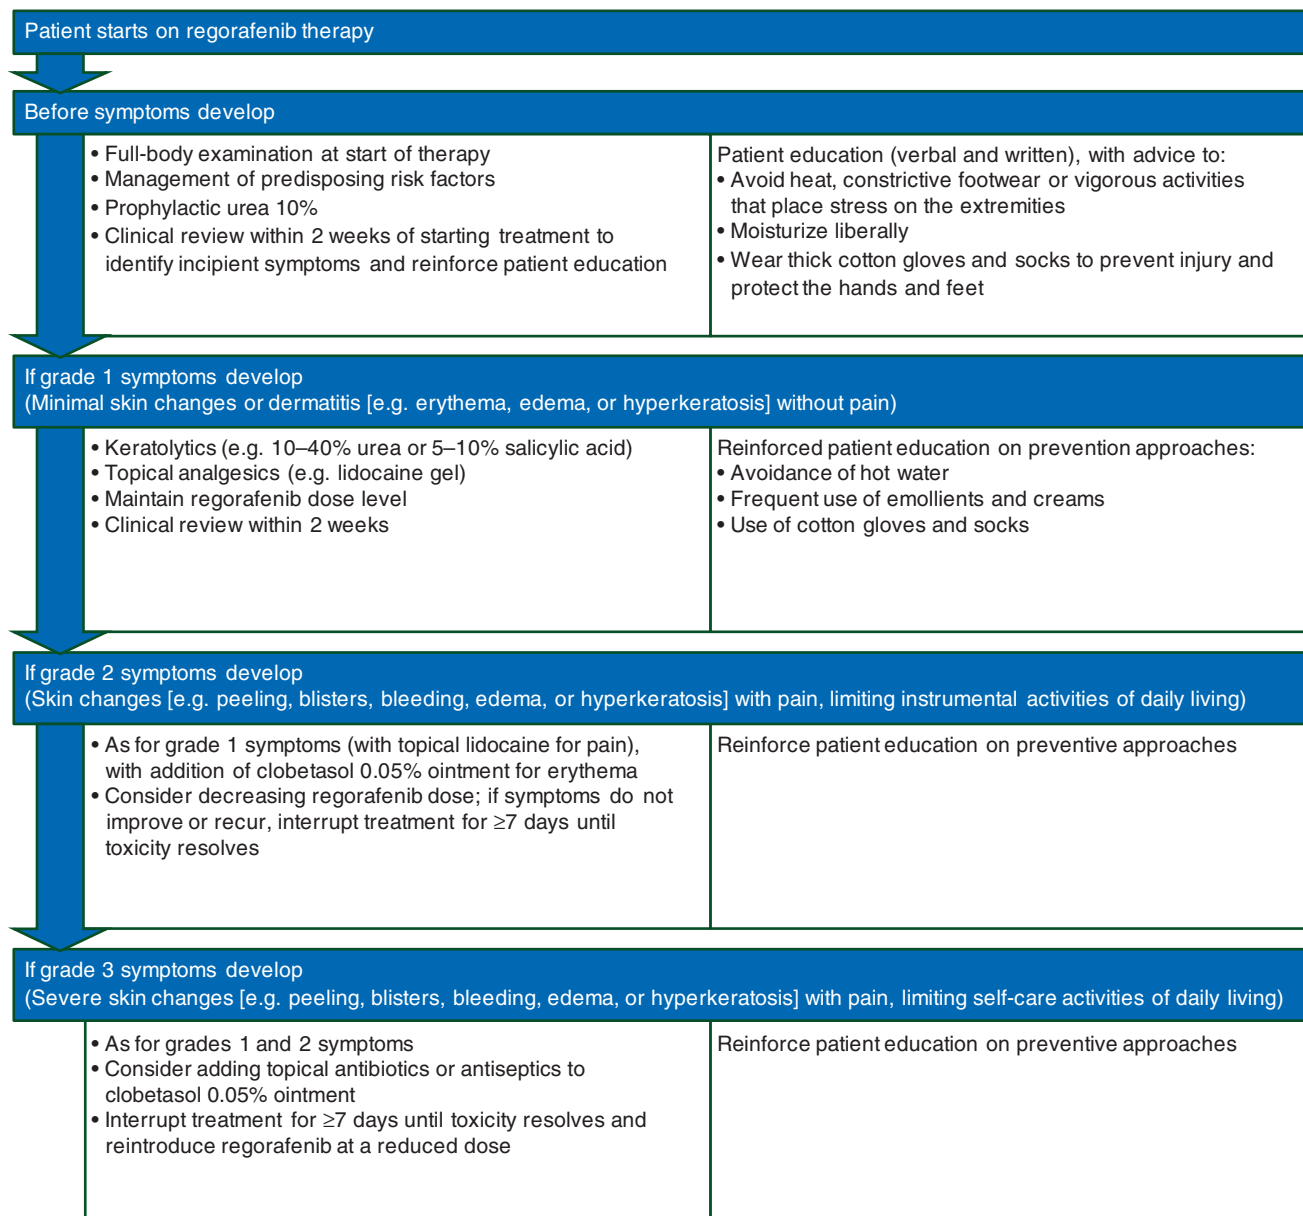 Patient starts on regorafenib therapy
Before symptoms develop
• Full-body examination at start of therapy
• Management of predisposing risk factors
• Prophylactic urea 10%
• Clinical review within 2 weeks of starting treatment to
identify incipient symptoms and reinforce patient education
Patient education (verbal and written), with advice to:
• Avoid heat, constrictive footwear or vigorous activities
that place stress on the extremities
• Moisturize liberally
• Wear thick cotton gloves and socks to prevent injury and
protect the hands and feet
If grade 1 symptoms develop
(Minimal skin changes or dermatitis [e.g. erythema, edema, or hyperkeratosis] without pain)
• Keratolytics (e.g. 10–40% urea or 5–10% salicylic acid)
• Topical analgesics (e.g. lidocaine gel)
• Maintain regorafenib dose level
• Clinical review within 2 weeks
Reinforced patient education on prevention approaches:
• Avoidance of hot water
• Frequent use of emollients and creams
• Use of cotton gloves and socks
If grade 2 symptoms develop
(Skin changes [e.g. peeling, blisters, bleeding, edema, or hyperkeratosis] with pain, limiting instrumental activities of daily living)
• As for grade 1 symptoms (with topical lidocaine for pain),
with addition of clobetasol 0.05% ointment for erythema
• Consider decreasing regorafenib dose; if symptoms do not
improve or recur, interrupt treatment for ≥7 days until
toxicity resolves
Reinforce patient education on preventive approaches
If grade 3 symptoms develop
(Severe skin changes [e.g. peeling, blisters, bleeding, edema, or hyperkeratosis] with pain, limiting self-care activities of daily living)
• As for grades 1 and 2 symptoms
• Consider adding topical antibiotics or antiseptics to
clobetasol 0.05% ointment
• Interrupt treatment for ≥7 days until toxicity resolves and
reintroduce regorafenib at a reduced dose
Reinforce patient education on preventive approaches